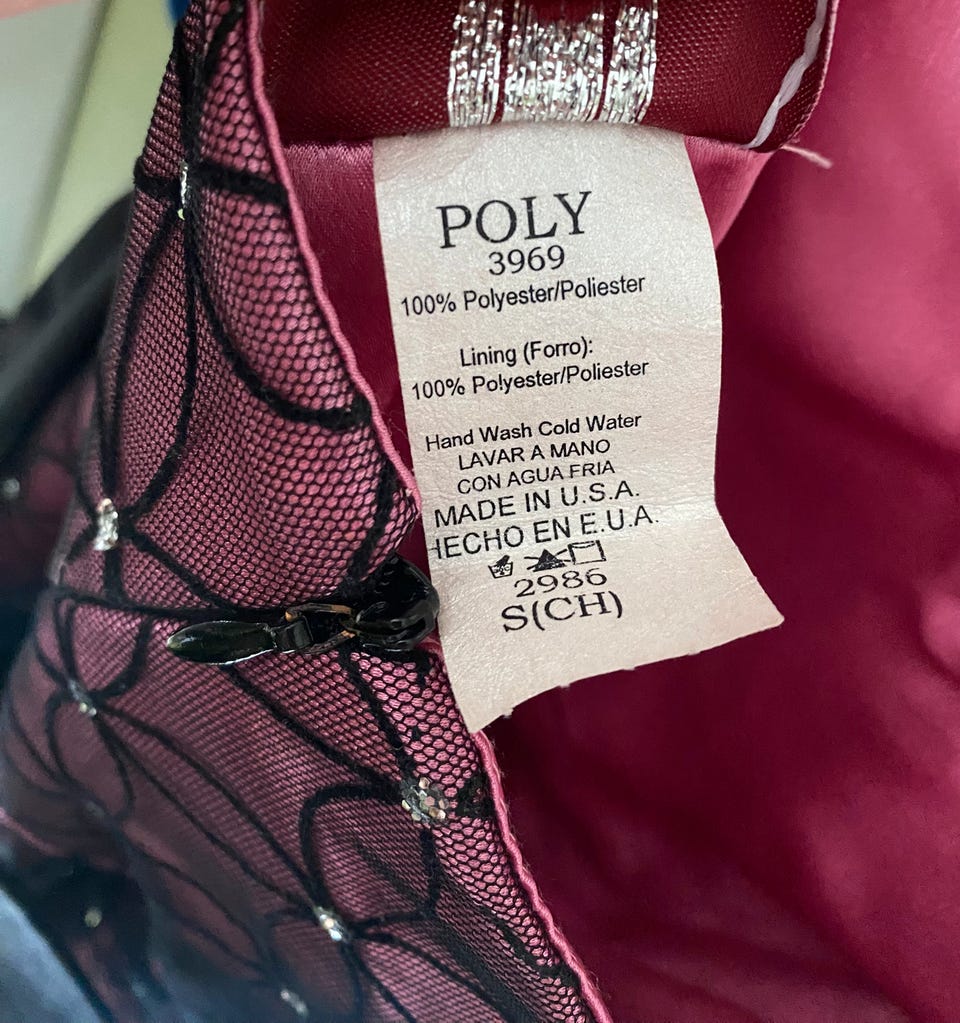 POLY
3969
100% Polyester/Poliester
Lining (Forro):
100% Polyester/Poliester
Hand Wash Cold Water
LAVAR A MANO
CON AGUA FRIA
MADE IN U.S.A.
HECHO EN E.U.A.
2986
S(CH)